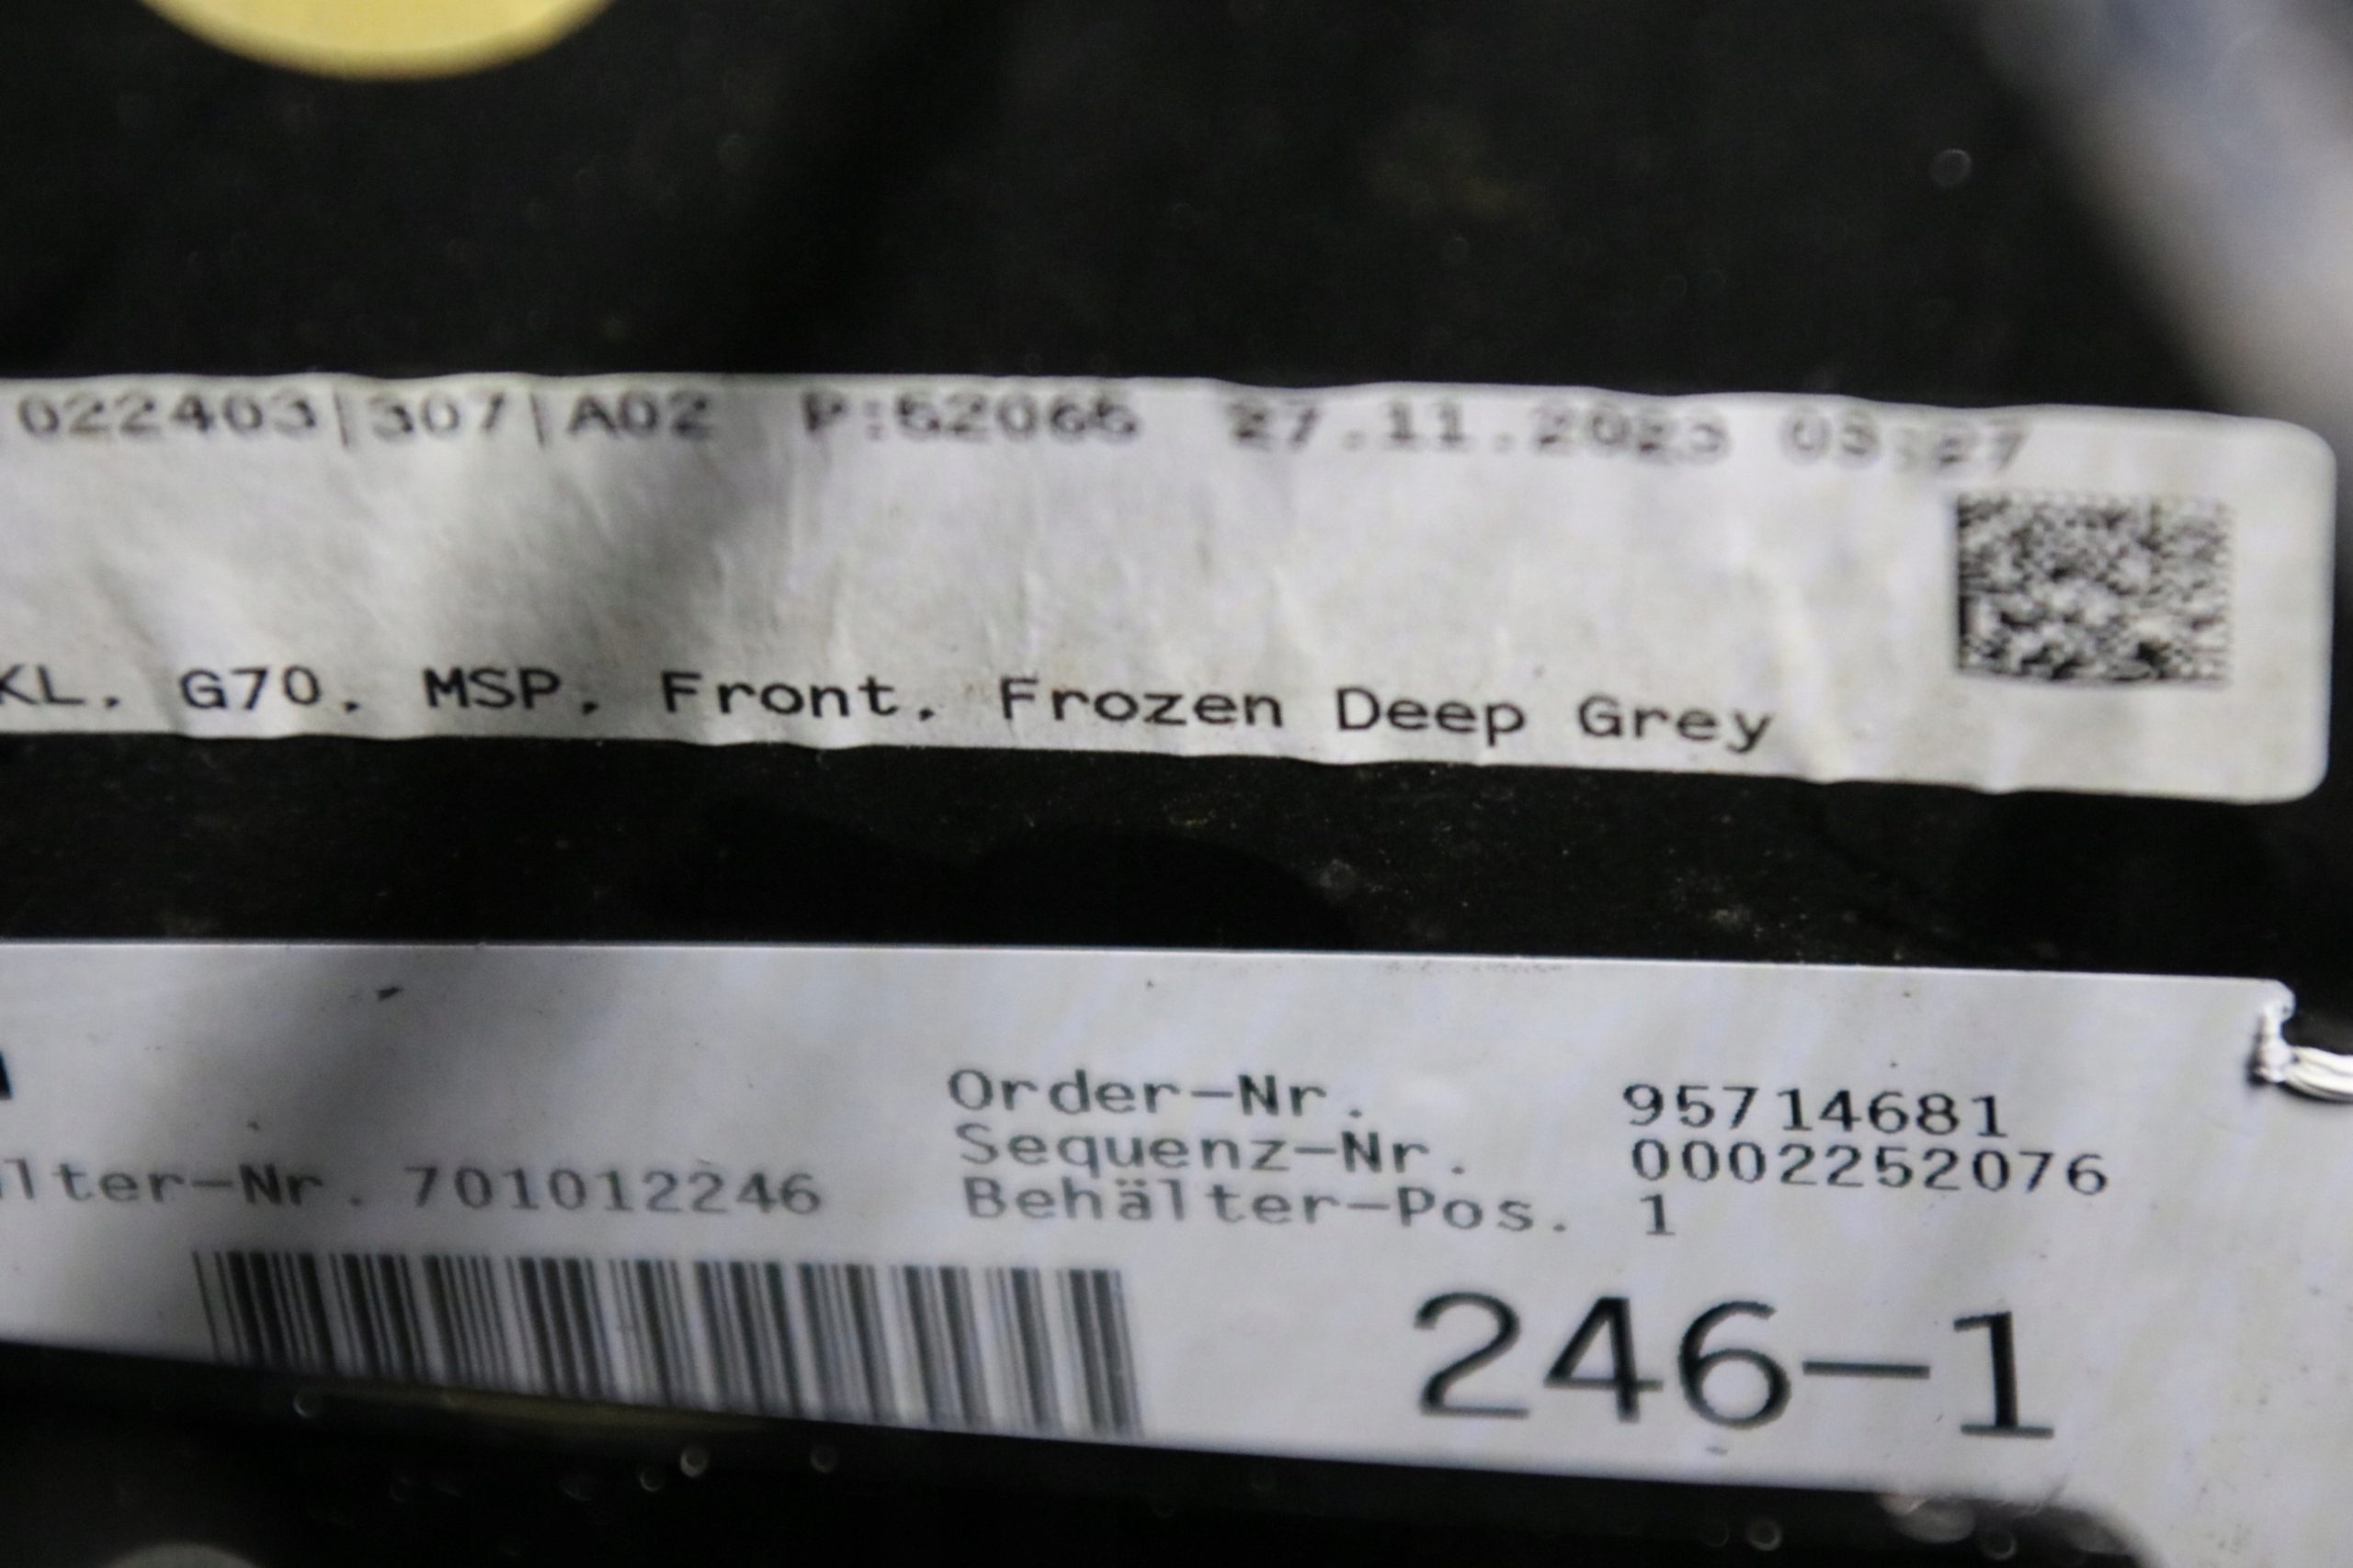 022403|307|A02 P:52065 27.11.2023 03:27
KL, G70, MSP, Front, Frozen Deep Grey
Order-Nr. 95714681
Sequenz-Nr. 0002252076
lter-Nr. 701012246 Behälter-Pos. 1
246-1